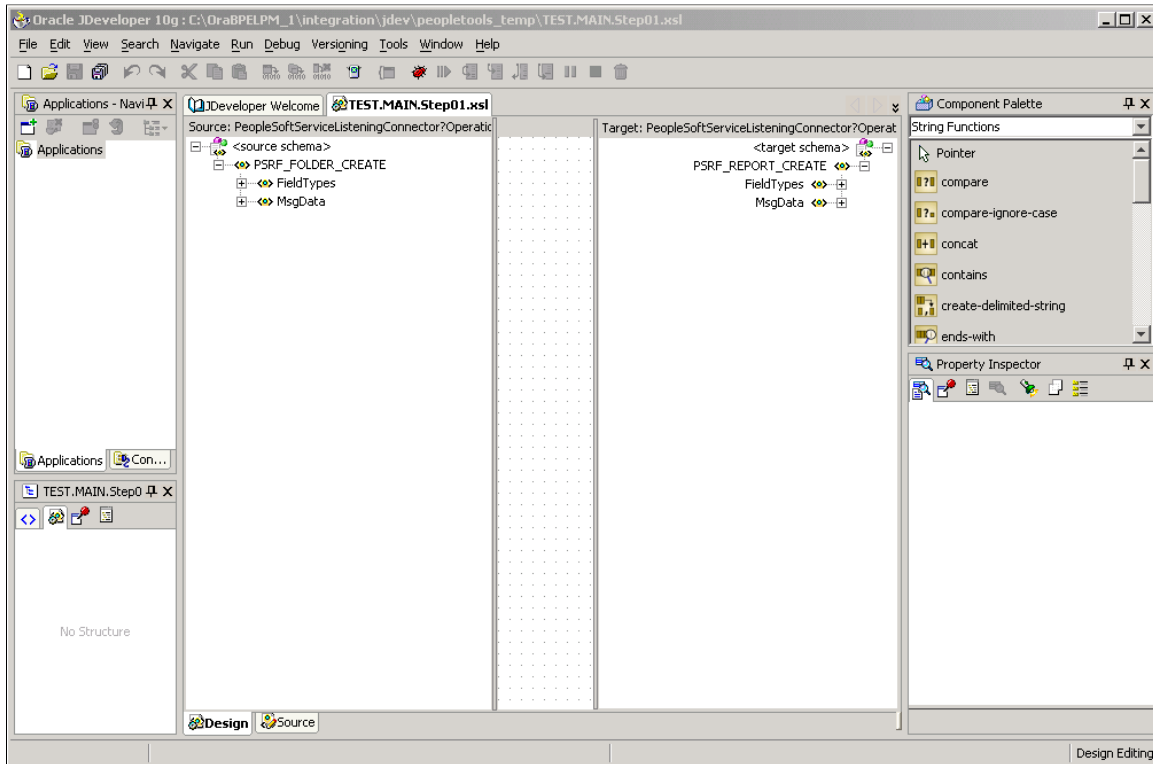 Oracle JDeveloper 10g : C:\OraBPELPM_1\integration\jdev\peopletools_temp\TEST.MAIN.Step01.xsl
File Edit View Search Navigate Run Debug Versioning Tools Window Help
Applications - Navi
Applications
Applications
Con...
TEST.MAIN.Step0
No Structure
JDeveloper Welcome
TEST.MAIN.Step01.xsl
Source: PeopleSoftServiceListeningConnector?Operatic
<source schema>
PSRF_FOLDER_CREATE
FieldTypes
MsgData
Target: PeopleSoftServiceListeningConnector?Operat
<target schema>
PSRF_REPORT_CREATE
FieldTypes
MsgData
Design
Source
Component Palette
String Functions
Pointer
compare
compare-ignore-case
concat
contains
create-delimited-string
ends-with
Property Inspector
Design Editing